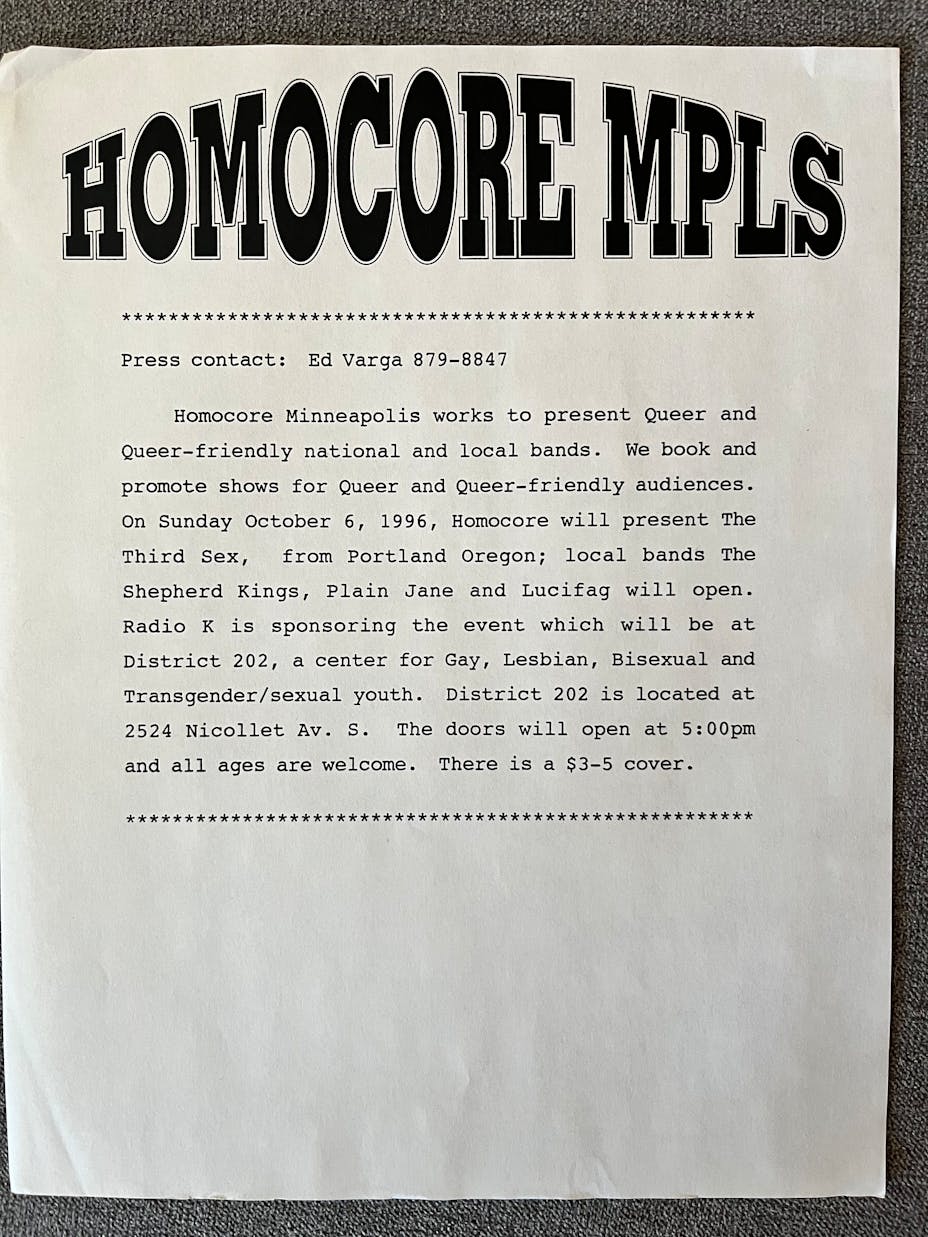 HOMOCORE MPLS
******************************************************
Press contact:  Ed Varga 879-8847
Homocore Minneapolis works to present Queer and
Queer-friendly national and local bands.  We book and
promote shows for Queer and Queer-friendly audiences.
On Sunday October 6, 1996, Homocore will present The
Third Sex,  from Portland Oregon; local bands The
Shepherd Kings, Plain Jane and Lucifag will open.
Radio K is sponsoring the event which will be at
District 202, a center for Gay, Lesbian, Bisexual and
Transgender/sexual youth.  District 202 is located at
2524 Nicollet Av. S.  The doors will open at 5:00pm
and all ages are welcome.  There is a $3-5 cover.
******************************************************